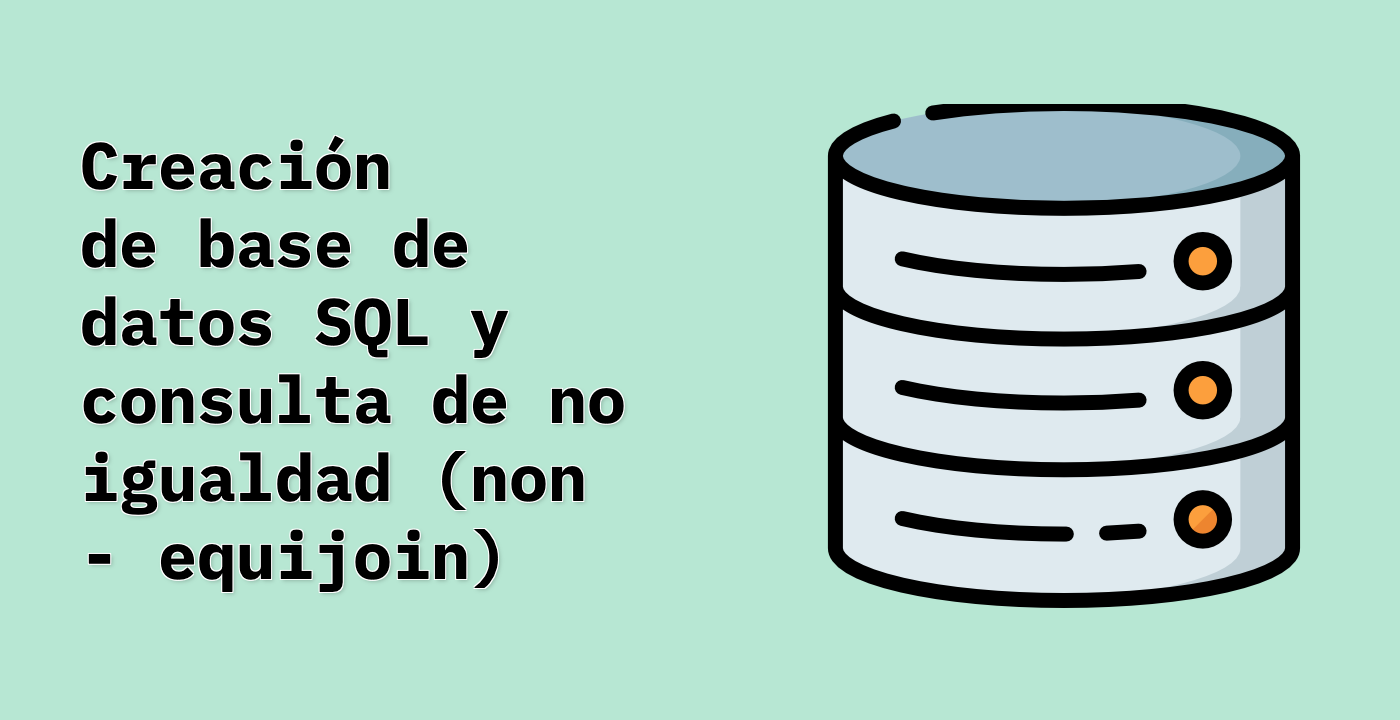 Creación
de base de
datos SQL y
consulta de no
igualdad (non
- equijoin)